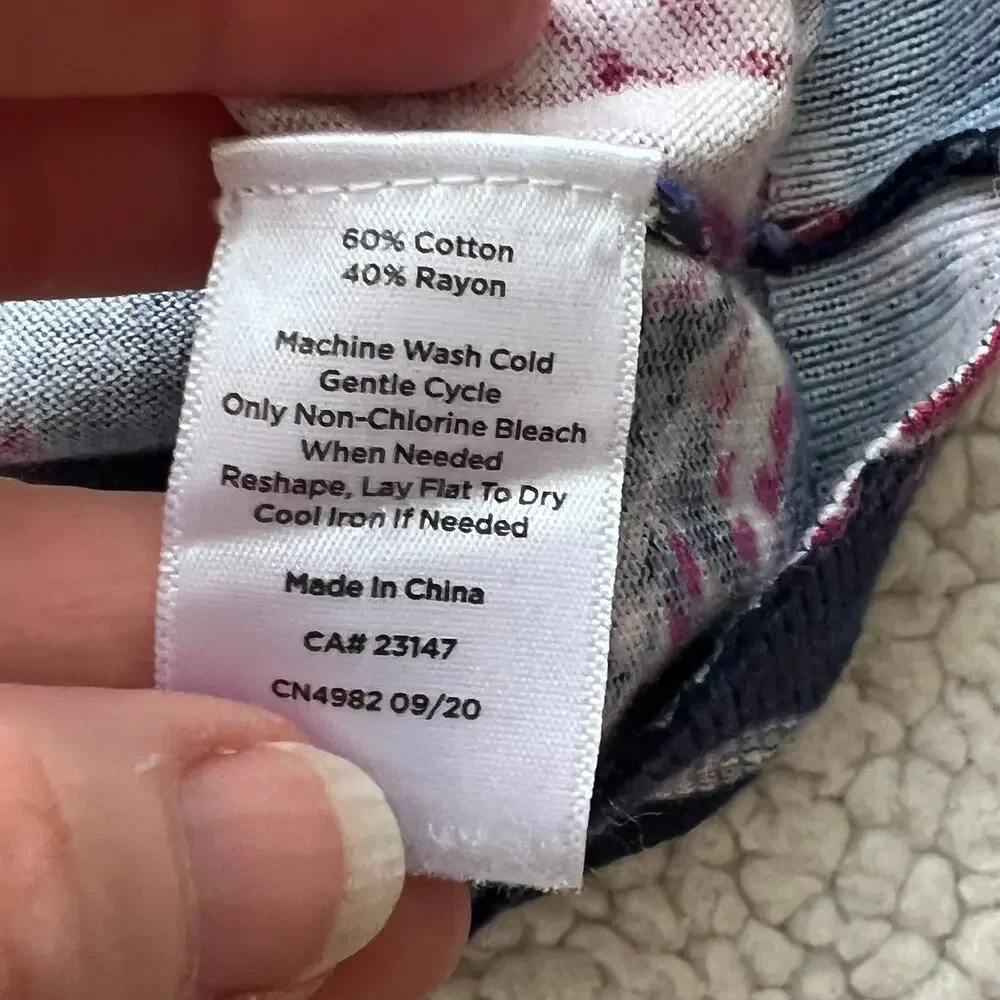 60% Cotton
40% Rayon
Machine Wash Cold
Gentle Cycle
Only Non-Chlorine Bleach
When Needed
Reshape, Lay Flat To Dry
Cool Iron If Needed
Made In China
CA# 23147
CN4982 09/20